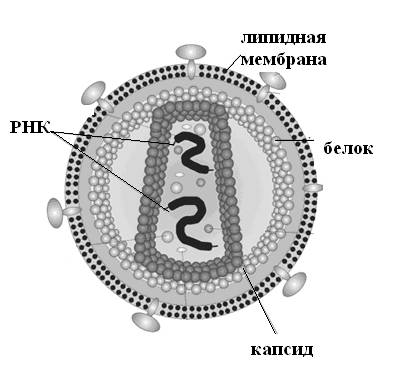 липидная
мембрана
РНК
белок
капсид